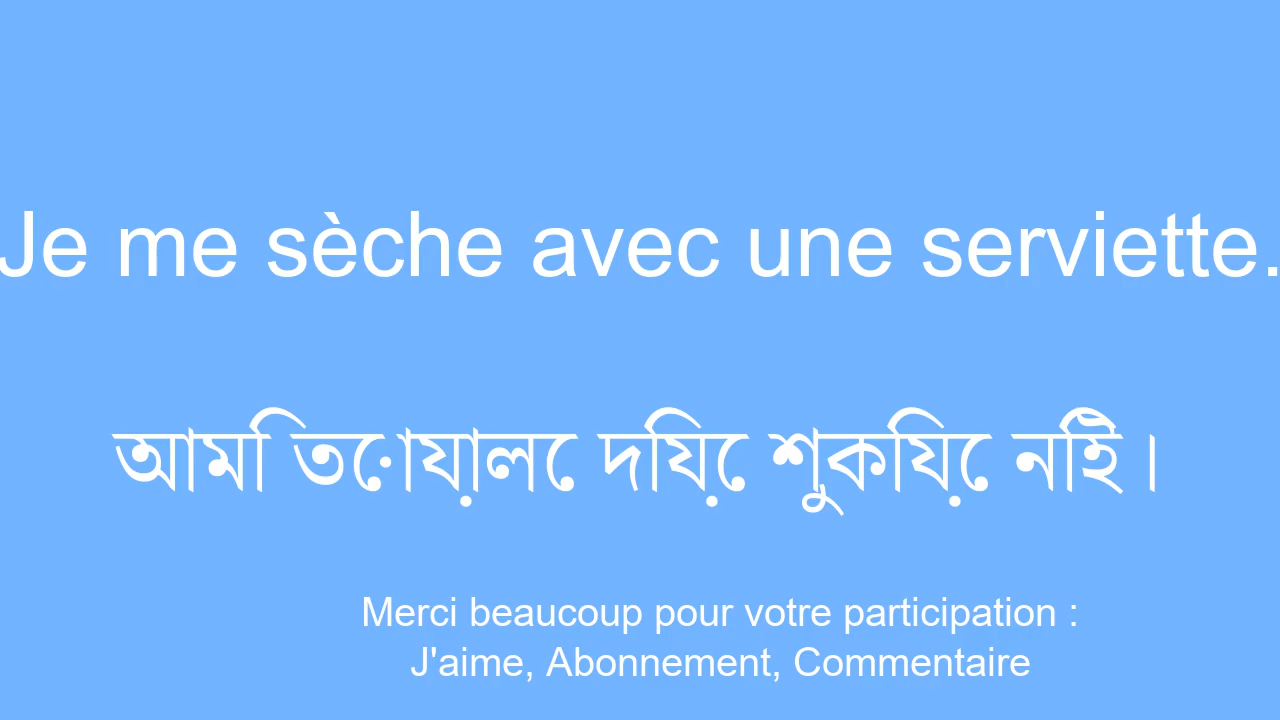 Je me sèche avec une serviette.
আমি তোয়ালে দিয়ে শুকিয়ে নিই।
Merci beaucoup pour votre participation :
J'aime, Abonnement, Commentaire